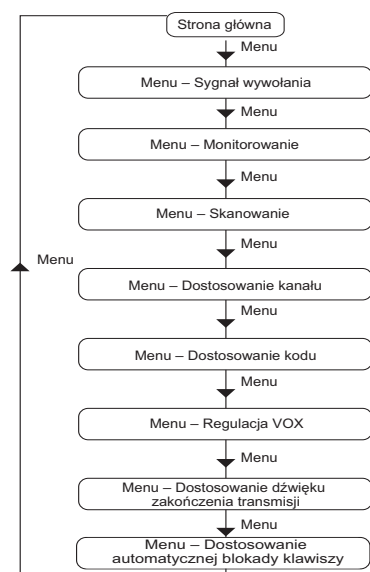 Strona główna
Menu
Menu – Sygnał wywołania
Menu
Menu – Monitorowanie
Menu
Menu – Skanowanie
Menu
Menu
Menu – Dostosowanie kanału
Menu
Menu – Dostosowanie kodu
Menu
Menu – Regulacja VOX
Menu
Menu – Dostosowanie dźwięku
zakończenia transmisji
Menu
Menu – Dostosowanie
automatycznej blokady klawiszy